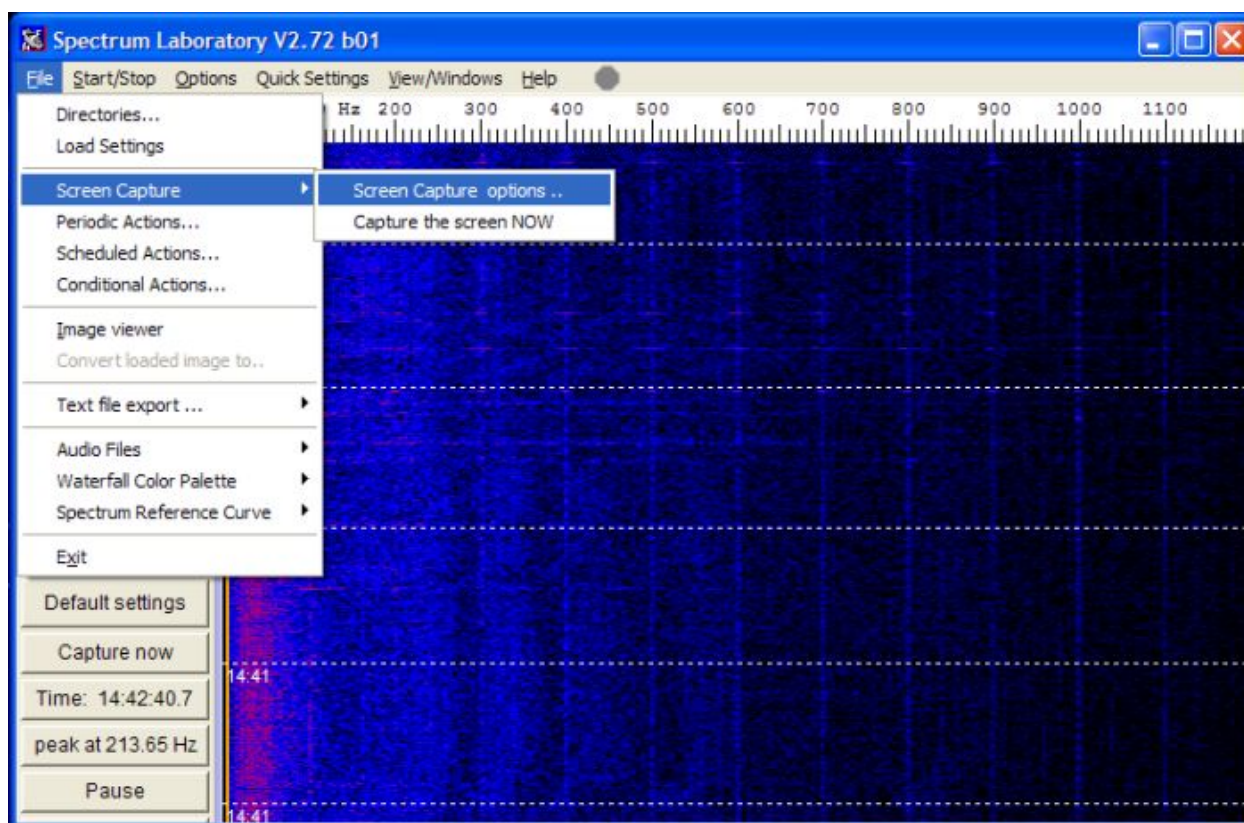 Spectrum Laboratory V2.72 b01
File Start/Stop Options Quick Settings View/Windows Help
Hz 200 300 400 500 600 700 800 900 1000 1100
Directories...
Load Settings
Screen Capture
Screen Capture options ..
Periodic Actions...
Capture the screen NOW
Scheduled Actions...
Conditional Actions...
Image viewer
Convert loaded image to..
Text file export ...
Audio Files
Waterfall Color Palette
Spectrum Reference Curve
Exit
Default settings
Capture now
14:41
Time: 14:42:40.7
peak at 213.65 Hz
Pause
14:41